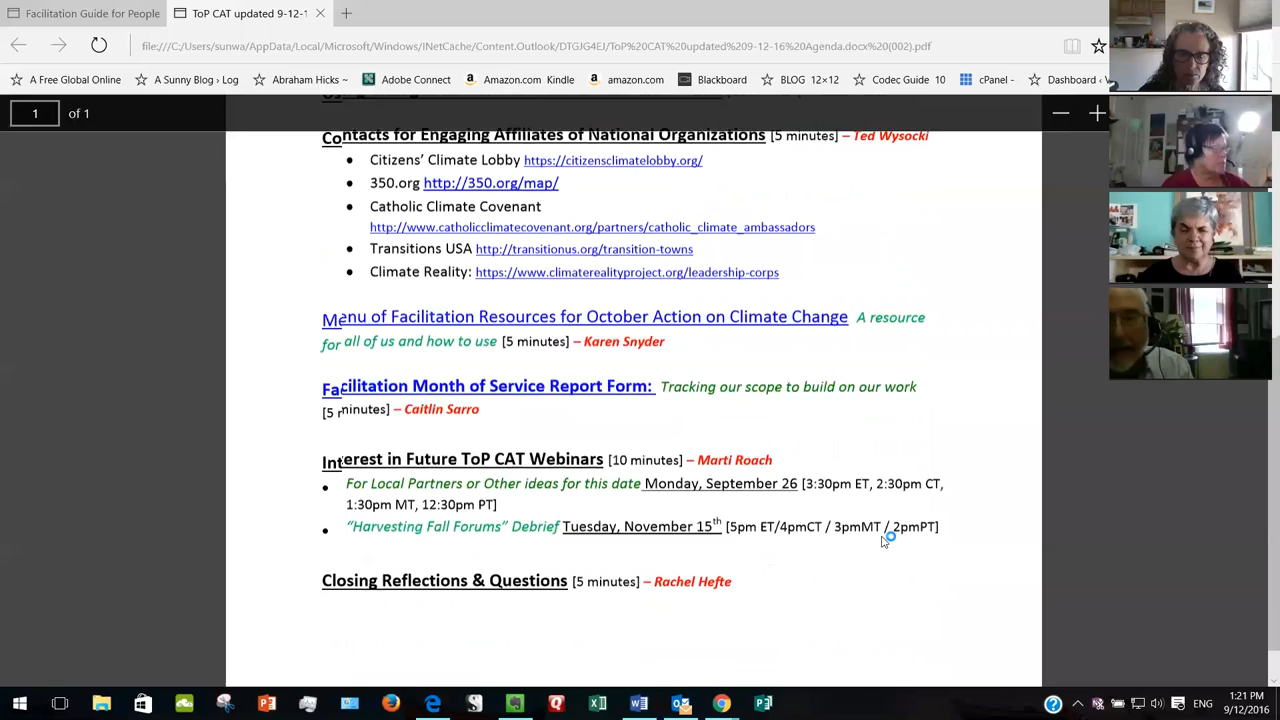 Facilitation Guide for People
ToP CAT updated 9-12-1
file:///C:/Users/sunwa/AppData/Local/Microsoft/Windows/INetCache/Content.Outlook/DTGJG4EJ/ToP%20CAT%20updated%209-12-16%20Agenda.docx%20(002).pdf
A Free Global Online
A Sunny Blog › Log
Abraham Hicks ~
Adobe Connect
Amazon.com Kindle
amazon.com
Blackboard
BLOG 12×12
Codec Guide 10
cPanel -
Dashboard ‹
1 of 1
Contacts for Engaging Affiliates of National Organizations [5 minutes] – Ted Wysocki
• Citizens’ Climate Lobby https://citizensclimatelobby.org/
• 350.org http://350.org/map/
• Catholic Climate Covenant
http://www.catholicclimatecovenant.org/partners/catholic_climate_ambassadors
• Transitions USA http://transitionus.org/transition-towns
• Climate Reality: https://www.climaterealityproject.org/leadership-corps
Menu of Facilitation Resources for October Action on Climate Change A resource
for all of us and how to use [5 minutes] – Karen Snyder
Facilitation Month of Service Report Form: Tracking our scope to build on our work
[5 minutes] – Caitlin Sarro
Interest in Future ToP CAT Webinars [10 minutes] – Marti Roach
• For Local Partners or Other ideas for this date Monday, September 26 [3:30pm ET, 2:30pm CT,
1:30pm MT, 12:30pm PT]
• “Harvesting Fall Forums” Debrief Tuesday, November 15th [5pm ET/4pmCT / 3pmMT / 2pmPT]
Closing Reflections & Questions [5 minutes] – Rachel Hefte
1:21 PM
9/12/2016